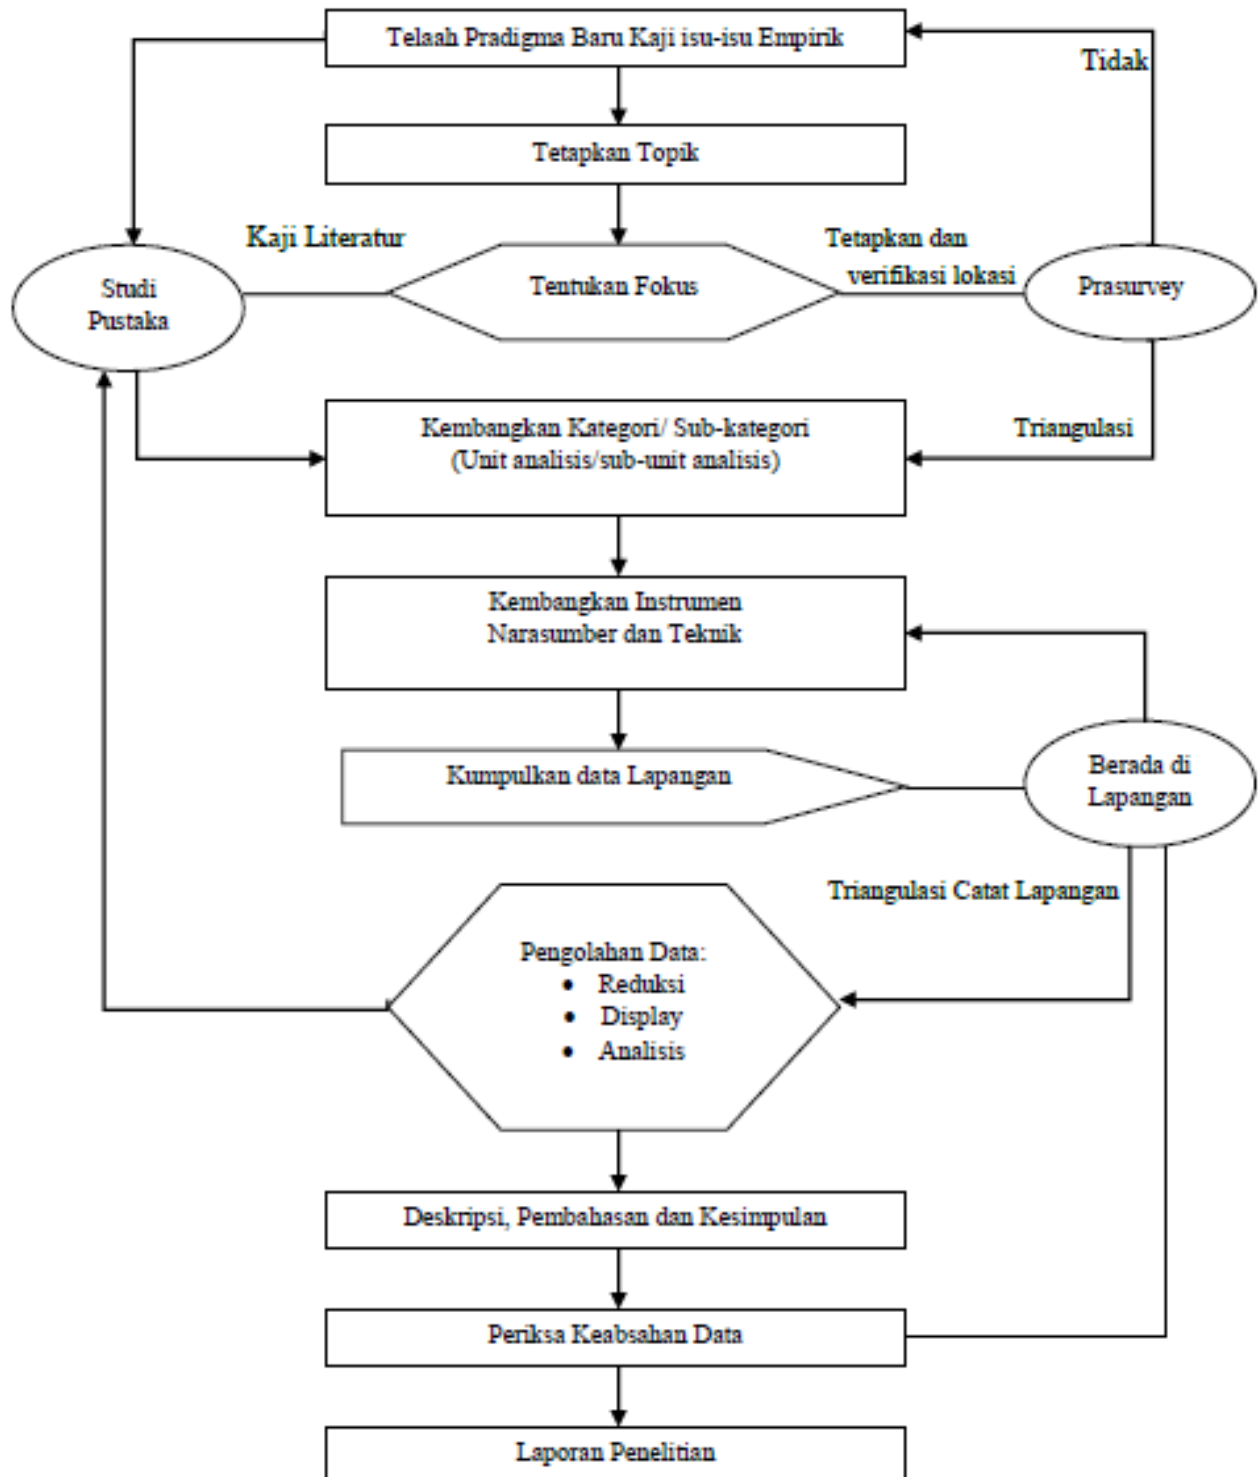 Telaah Pradigma Baru Kaji isu-isu Empirik
Tidak
Tetapkan Topik
Kaji Literatur
Tetapkan dan
verifikasi lokasi
Studi
Pustaka
Tentukan Fokus
Prasurvey
Kembangkan Kategori/ Sub-kategori
(Unit analisis/sub-unit analisis)
Triangulasi
Kembangkan Instrumen
Narasumber dan Teknik
Kumpulkan data Lapangan
Berada di
Lapangan
Triangulasi Catat Lapangan
Pengolahan Data:
• Reduksi
• Display
• Analisis
Deskripsi, Pembahasan dan Kesimpulan
Periksa Keabsahan Data
Laporan Penelitian